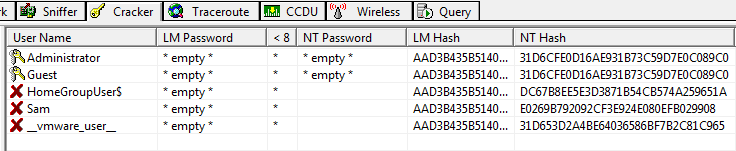 rk Sniffer Cracker Traceroute CCDU Wireless Query
User Name LM Password < 8 NT Password LM Hash NT Hash
Administrator * empty * * * empty * AAD3B435B5140... 31D6CFE0D16AE931B73C59D7E0C089C0
Guest * empty * * * empty * AAD3B435B5140... 31D6CFE0D16AE931B73C59D7E0C089C0
HomeGroupUser$ * empty * * AAD3B435B5140... DC67B8EE5E3D3871B54CB574A259651A
Sam * empty * * AAD3B435B5140... E0269B792092CF3E924E080EFB029908
__vmware_user__ * empty * * AAD3B435B5140... 31D653D2A4BE64036586BF7B2C81C965